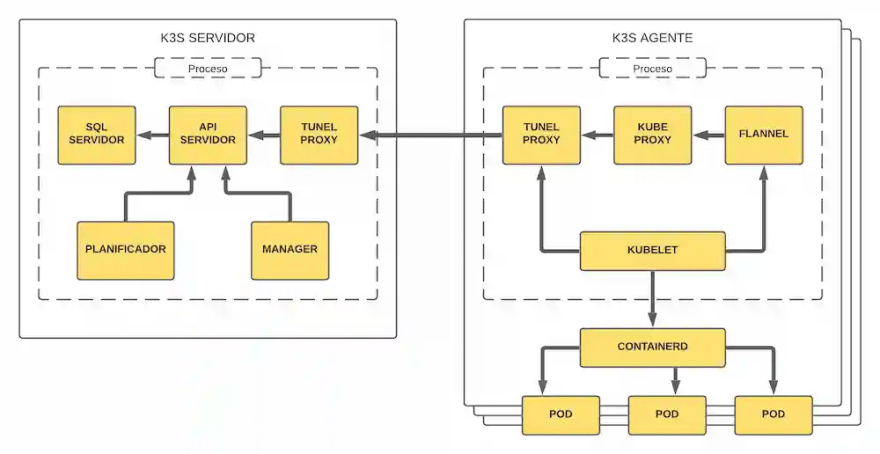 K3S SERVIDOR
Proceso
SQL
SERVIDOR
API
SERVIDOR
TUNEL
PROXY
PLANIFICADOR
MANAGER
K3S AGENTE
Proceso
TUNEL
PROXY
KUBE
PROXY
FLANNEL
KUBELET
CONTAINERD
POD
POD
POD